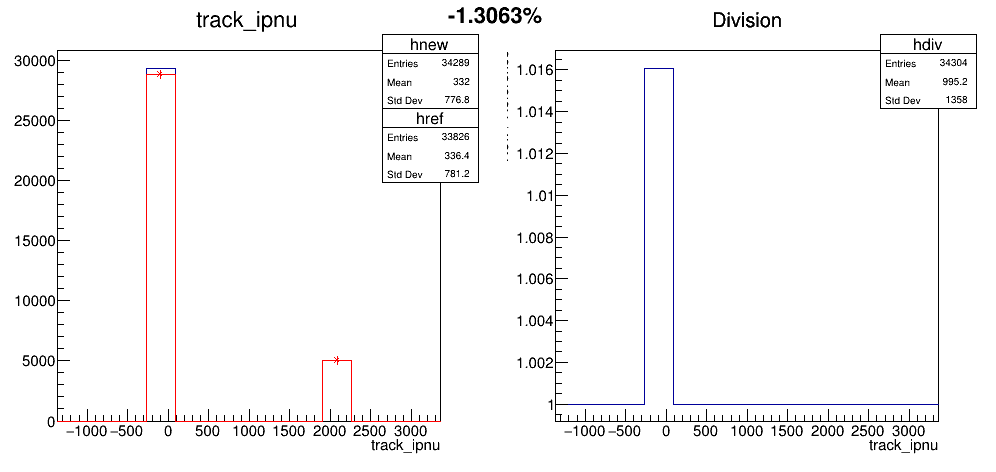 track_ipnu
-1.3063%
Division
hnew
Entries 34289
Mean 332
Std Dev 776.8
href
Entries 33826
Mean 336.4
Std Dev 781.2
30000
25000
20000
15000
10000
5000
0
−1000 −500 0 500 1000 1500 2000 2500 3000
track_ipnu
hdiv
Entries 34304
Mean 995.2
Std Dev 1358
1.016
1.014
1.012
1.01
1.008
1.006
1.004
1.002
1
−1000 −500 0 500 1000 1500 2000 2500 3000
track_ipnu